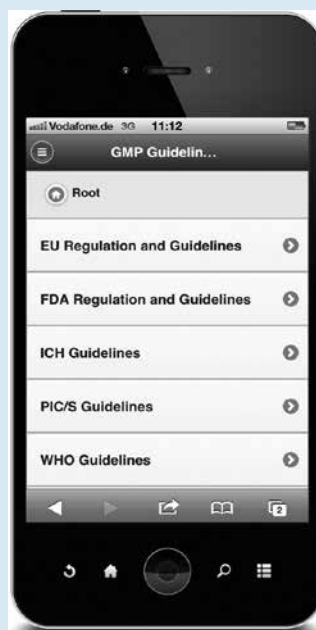 Vodafone.de 3G 11:12
GMP Guidelin...
Root
EU Regulation and Guidelines
FDA Regulation and Guidelines
ICH Guidelines
PIC/S Guidelines
WHO Guidelines
2